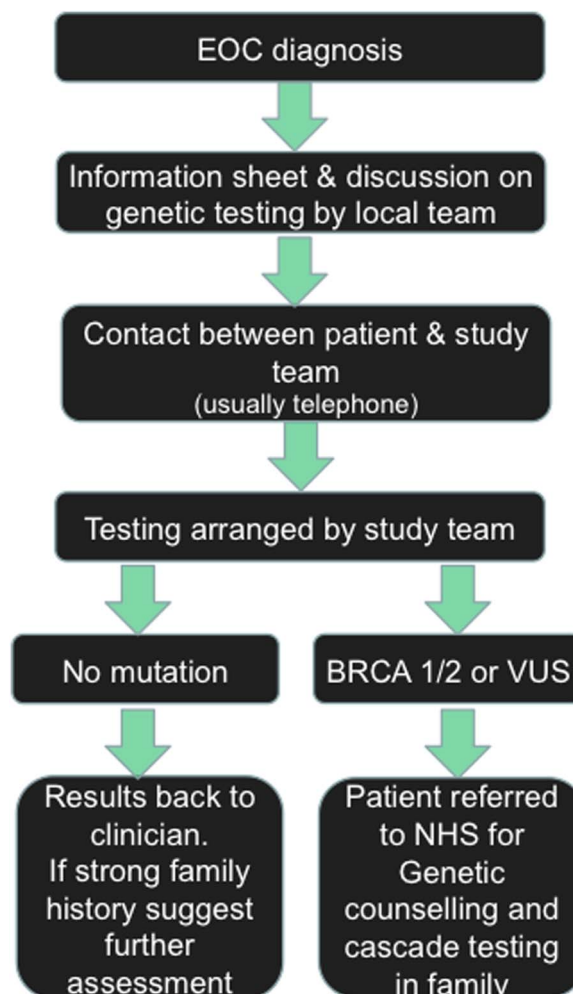 EOC diagnosis
Information sheet & discussion on
genetic testing by local team
Contact between patient & study
team
(usually telephone)
Testing arranged by study team
No mutation
BRCA 1/2 or VUS
Results back to
clinician.
If strong family
history suggest
further
assessment
Patient referred
to NHS for
Genetic
counselling and
cascade testing
in family